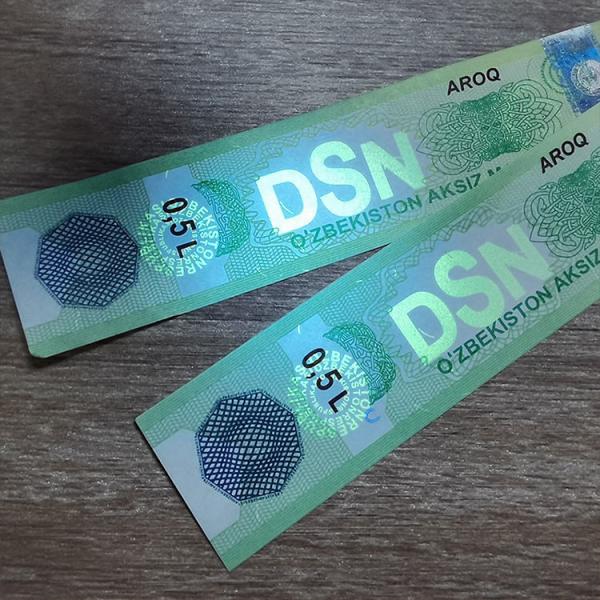 AROQ
DSN
O'ZBEKISTON AKSIZ M
0,5 L
AROQ
DSN
O'ZBEKISTON AKSIZ
0,5 L